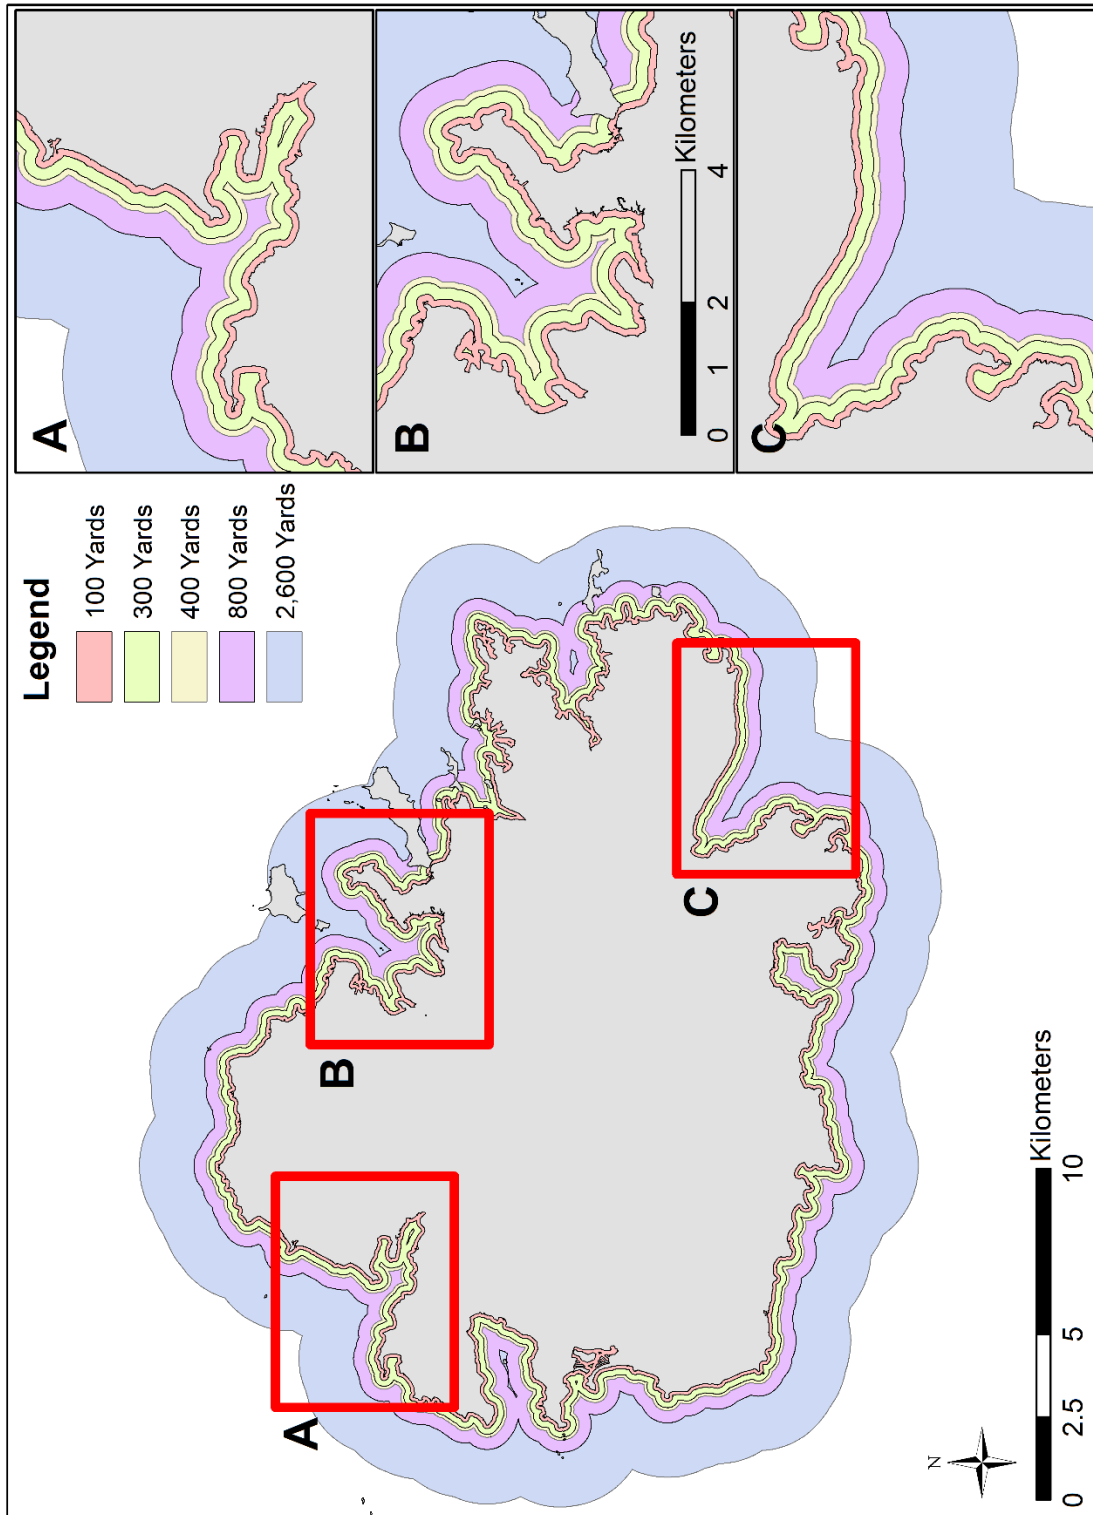 Legend
100 Yards
300 Yards
400 Yards
800 Yards
2,600 Yards
A
B
C
A
B
0 1 2 4 Kilometers
C
N
0 2.5 5 10 Kilometers